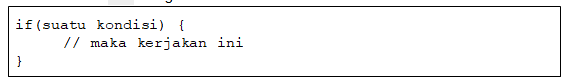 if(suatu kondisi) {
// maka kerjakan ini
}